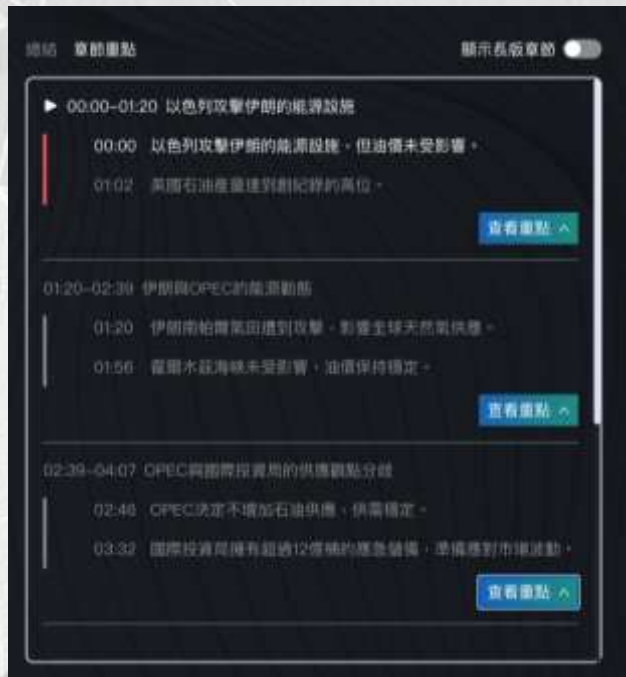 總結 章節重點 顯示長版章節
00:00-01:20 以色列攻擊伊朗的能源設施
00:00 以色列攻擊伊朗的能源設施,但油價未受影響。
01:02 美國石油產量達到創紀錄的高位。
查看重點
01:20-02:39 伊朗與OPEC的能源動態
01:20 伊朗南帕爾氣田遭到攻擊,影響全球天然氣供應。
01:56 霍爾木茲海峽未受影響,油價保持穩定。
查看重點
02:39-04:07 OPEC與國際投資局的供應觀點分歧
02:46 OPEC決定不增加石油供應,供需穩定。
03:32 國際投資局擁有超過12億桶的應急儲備,準備應對市場波動。
查看重點